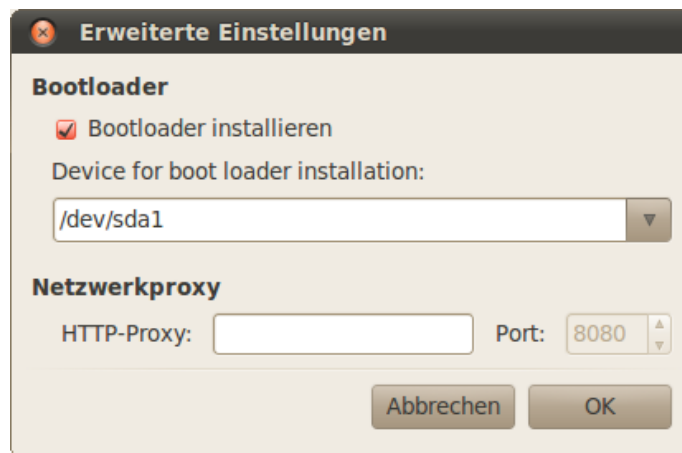 Erweiterte Einstellungen
Bootloader
Bootloader installieren
Device for boot loader installation:
/dev/sda1
Netzwerkproxy
HTTP-Proxy: Port: 8080
Abbrechen OK